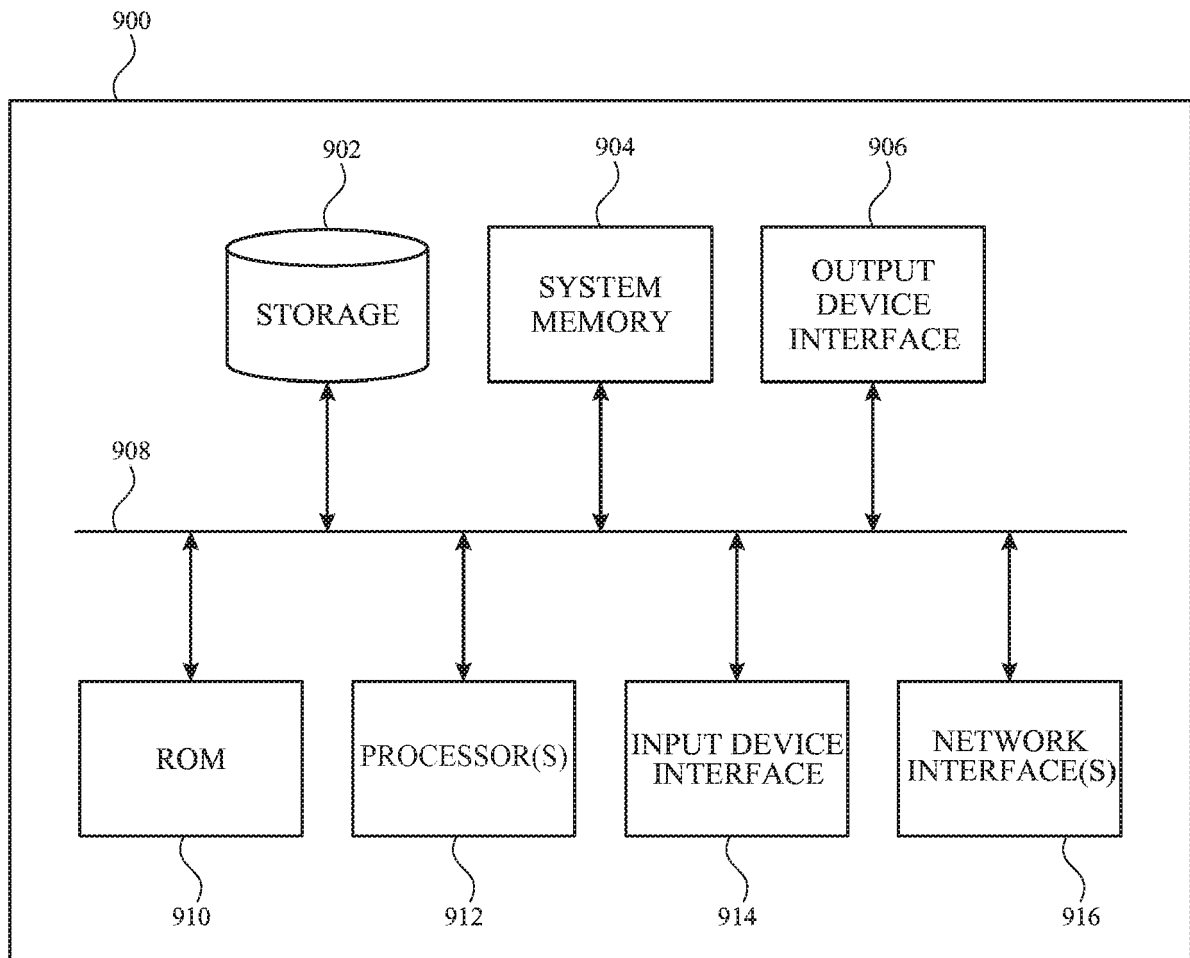 900
902
904
906
STORAGE
SYSTEM
MEMORY
OUTPUT
DEVICE
INTERFACE
908
ROM
PROCESSOR(S)
INPUT DEVICE
INTERFACE
NETWORK
INTERFACE(S)
910
912
914
916